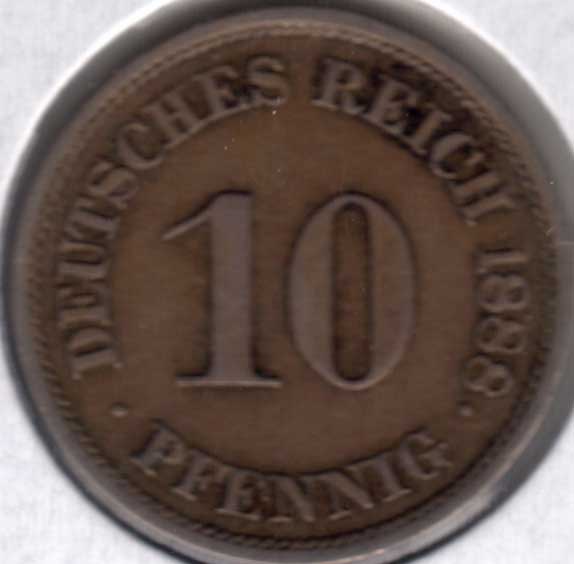 DEUTSCHES REICH 1888
10
PFENNIG